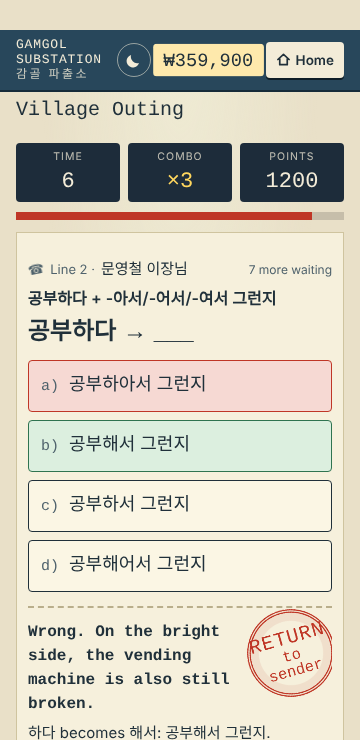 GAMGOL
SUBSTATION
감골 파출소
₩359,900
Home
Village Outing
TIME
6
COMBO
×3
POINTS
1200
☎ Line 2 · 문영철 이장님
7 more waiting
공부하다 + -아서/-어서/-여서 그런지
공부하다 → ___
a) 공부하아서 그런지
b) 공부해서 그런지
c) 공부하서 그런지
d) 공부해어서 그런지
Wrong. On the bright
side, the vending
machine is also still
broken.
RETURN
to
sender
하다 becomes 해서: 공부해서 그런지.